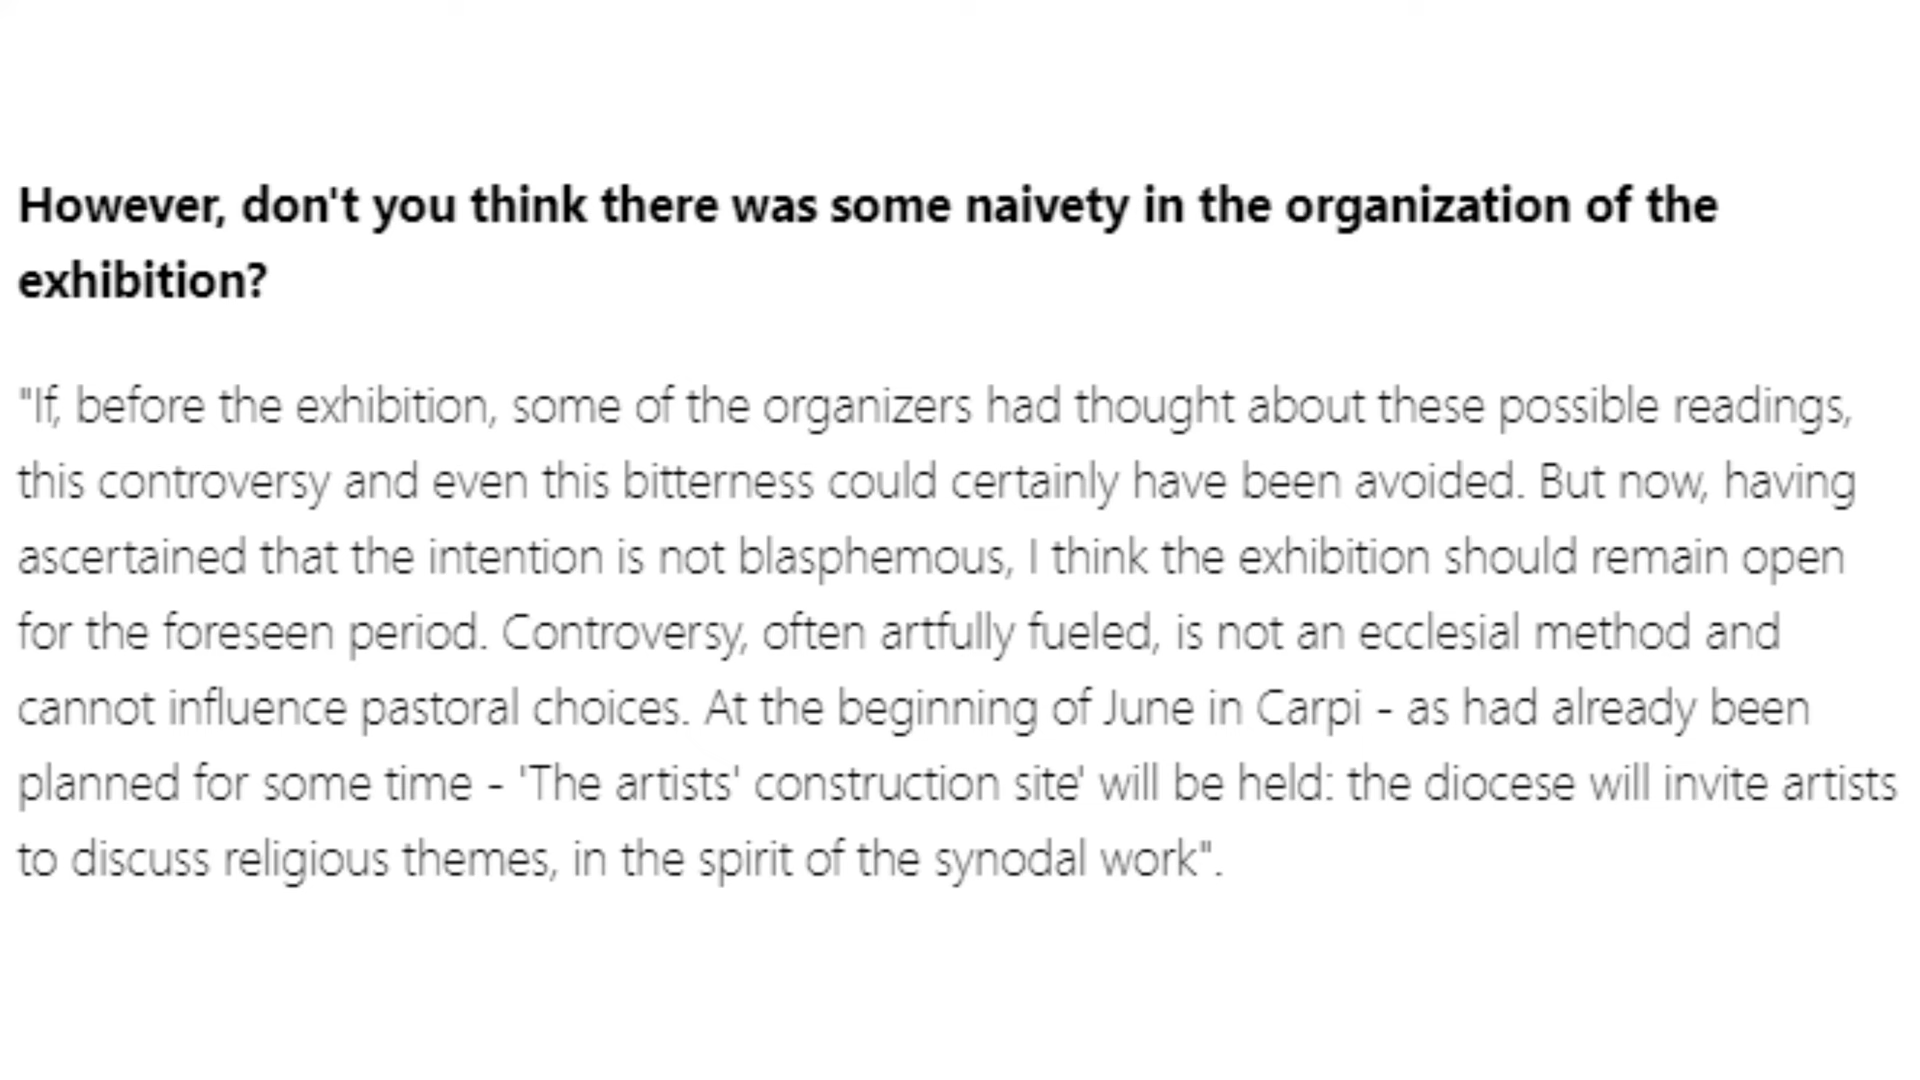 However, don't you think there was some naivety in the organization of the
exhibition?
"If, before the exhibition, some of the organizers had thought about these possible readings,
this controversy and even this bitterness could certainly have been avoided. But now, having
ascertained that the intention is not blasphemous, I think the exhibition should remain open
for the foreseen period. Controversy, often artfully fueled, is not an ecclesial method and
cannot influence pastoral choices. At the beginning of June in Carpi - as had already been
planned for some time - 'The artists' construction site' will be held: the diocese will invite artists
to discuss religious themes, in the spirit of the synodal work".